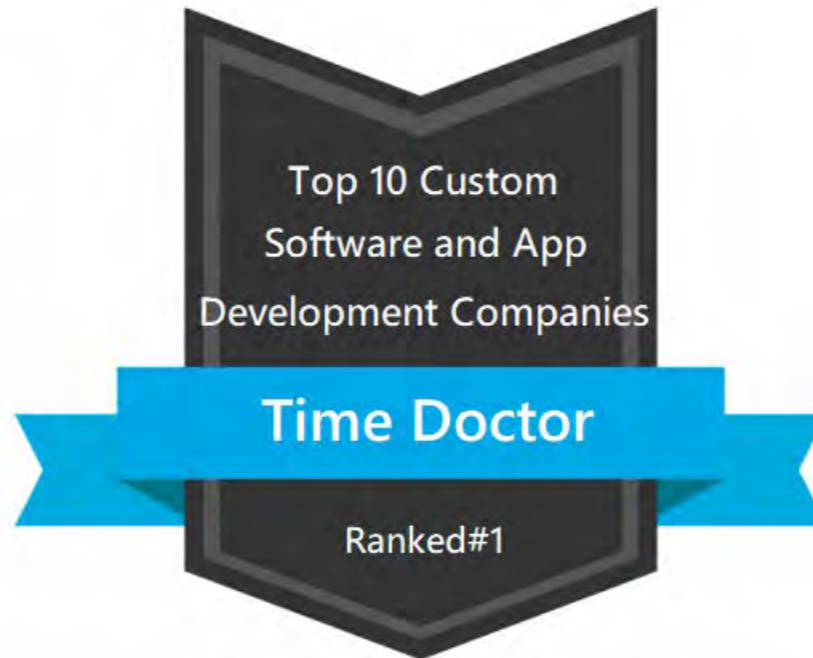 Top 10 Custom
Software and App
Development Companies
Time Doctor
Ranked#1